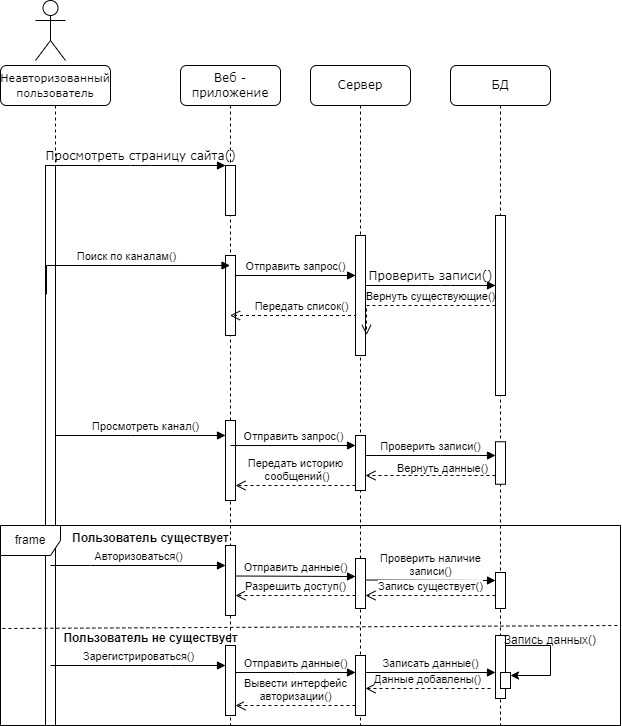 Неавторизованный
пользователь
Веб -
приложение
Сервер
БД
Просмотреть страницу сайта()
Поиск по каналам()
Отправить запрос()
Проверить записи()
Вернуть существующие()
Передать список()
Просмотреть канал()
Отправить запрос()
Проверить записи()
Передать историю
сообщений()
Вернуть данные()
frame
Пользователь существует
Авторизоваться()
Отправить данные()
Проверить наличие
записи()
Разрешить доступ()
Запись существует()
Пользователь не существует
Запись данных()
Зарегистрироваться()
Отправить данные()
Записать данные()
Вывести интерфейс
авторизации()
Данные добавлены()